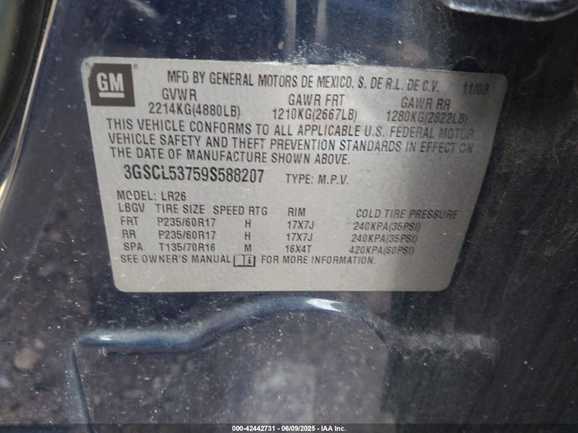 GM
MFD BY GENERAL MOTORS DE MEXICO, S. DE R.L. DE C.V. 11/08
GVWR GAWR FRT GAWR RR
2214KG(4880LB) 1210KG(2667LB) 1280KG(2822LB)
THIS VEHICLE CONFORMS TO ALL APPLICABLE U.S. FEDERAL MOTOR
VEHICLE SAFETY AND THEFT PREVENTION STANDARDS IN EFFECT ON
THE DATE OF MANUFACTURE SHOWN ABOVE.
3GSCL53759S588207 TYPE: M.P.V.
MODEL: LR26
LBGV TIRE SIZE SPEED RTG RIM COLD TIRE PRESSURE
FRT P235/60R17 H 17X7J 240KPA(35PSI)
RR P235/60R17 H 17X7J 240KPA(35PSI)
SPA T135/70R16 M 16X4T 420KPA(60PSI)
SEE OWNER'S MANUAL i FOR MORE INFORMATION.
000-42442731 - 06/09/2025 - IAA Inc.